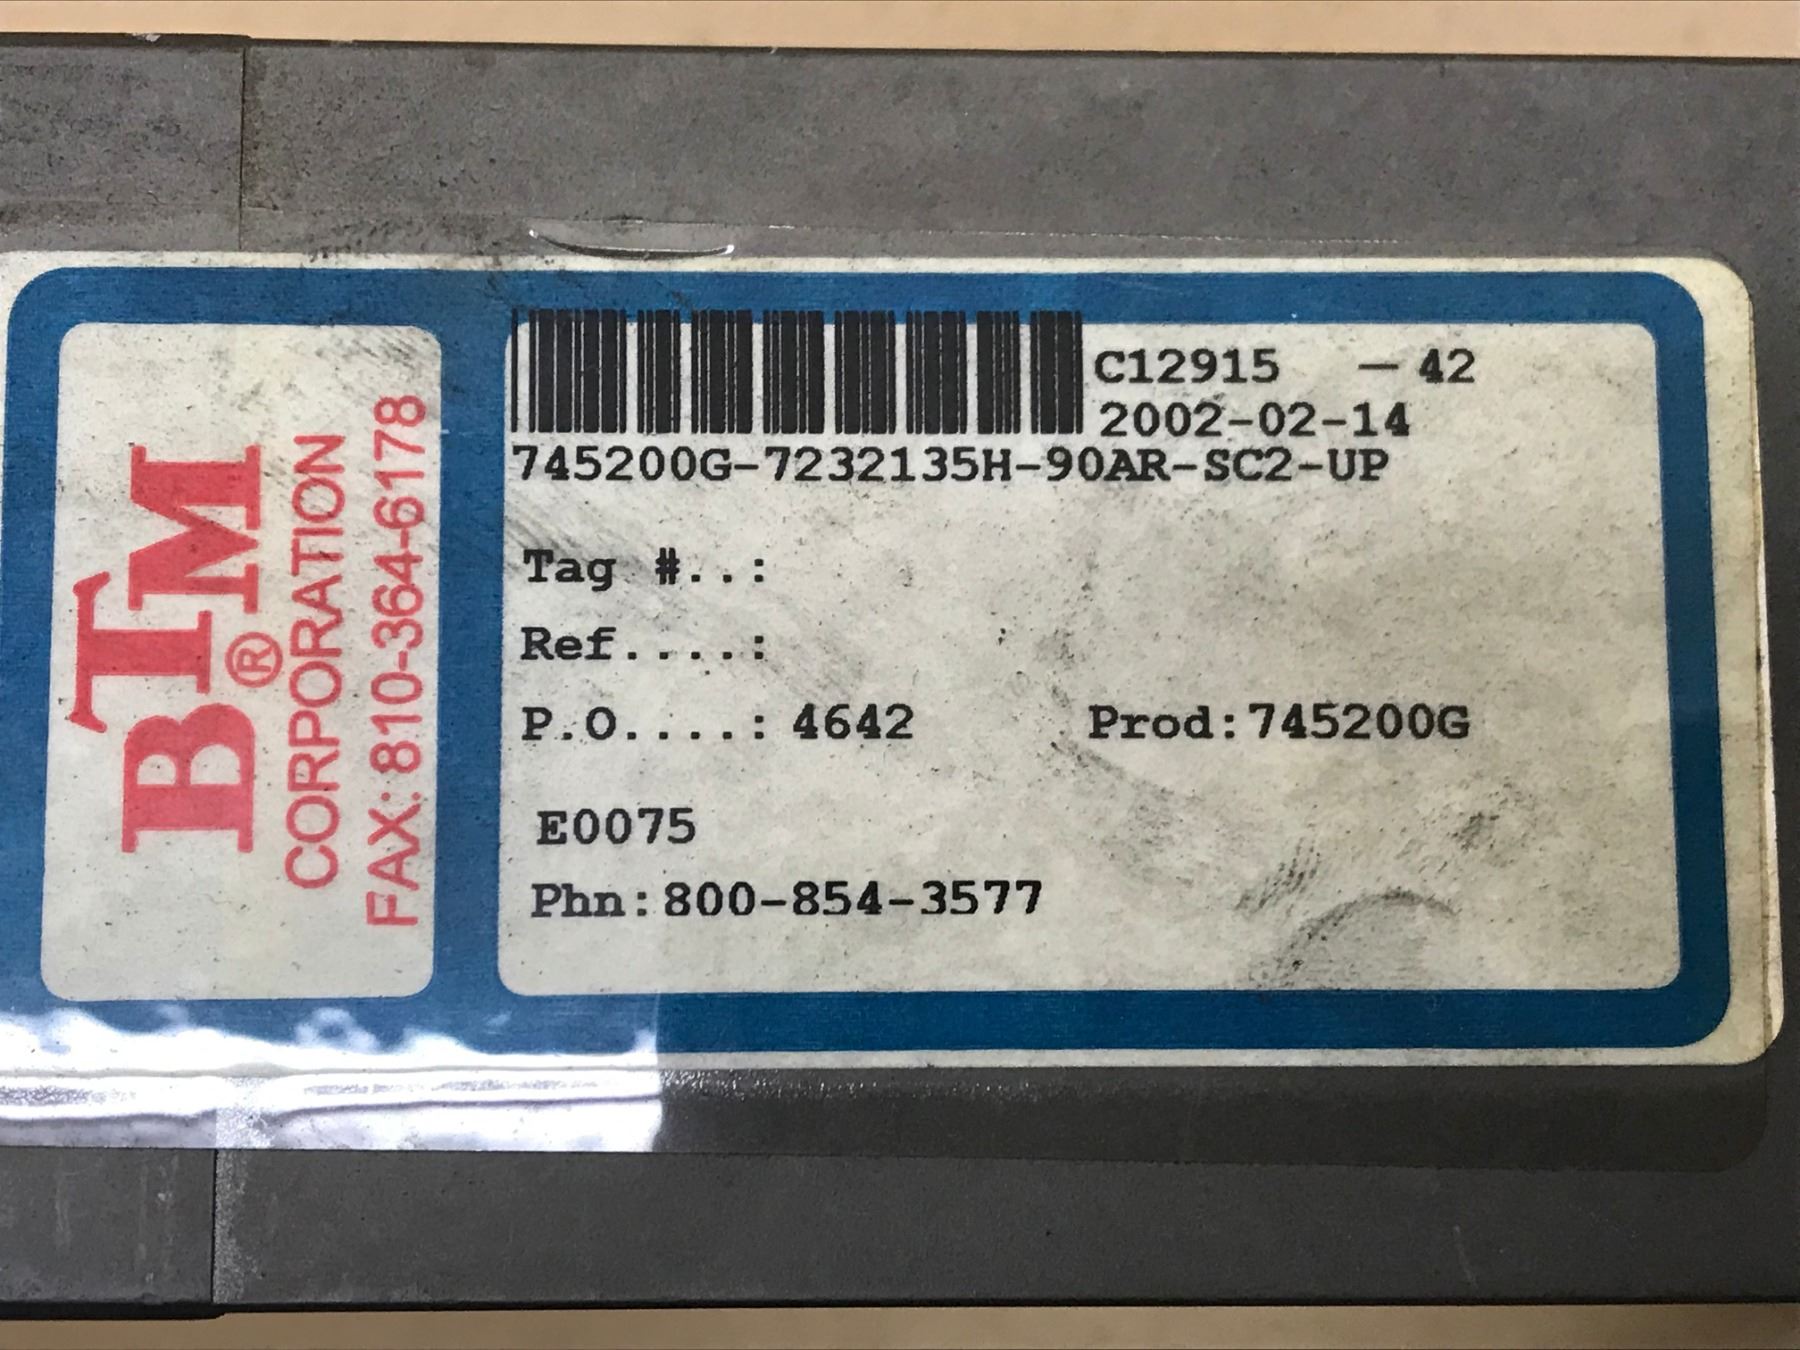 BTM®
CORPORATION
FAX: 810-364-6178
C12915 - 42
2002-02-14
745200G-7232135H-90AR-SC2-UP
Tag #..:
Ref....:
P.O....: 4642 Prod:745200G
E0075
Phn:800-854-3577